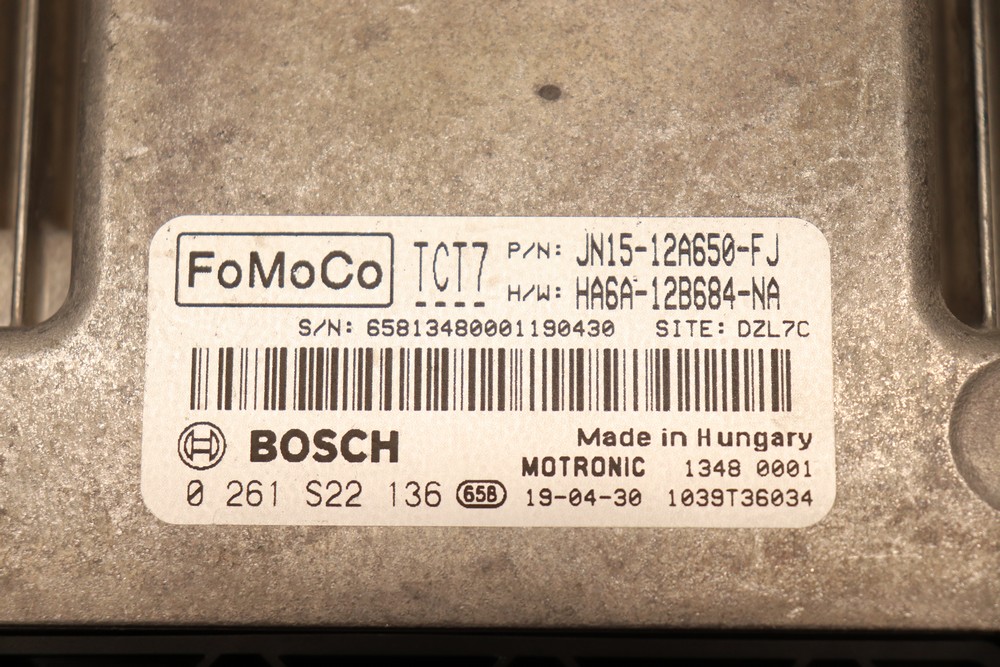 FoMoCo TCT7 P/N: JN15-12A650-FJ
H/W: HA6A-12B684-NA
S/N: 65813480001190430 SITE: DZL7C
BOSCH Made in Hungary
MOTRONIC 1348 0001
0 261 S22 136 65B 19-04-30 1039T36034